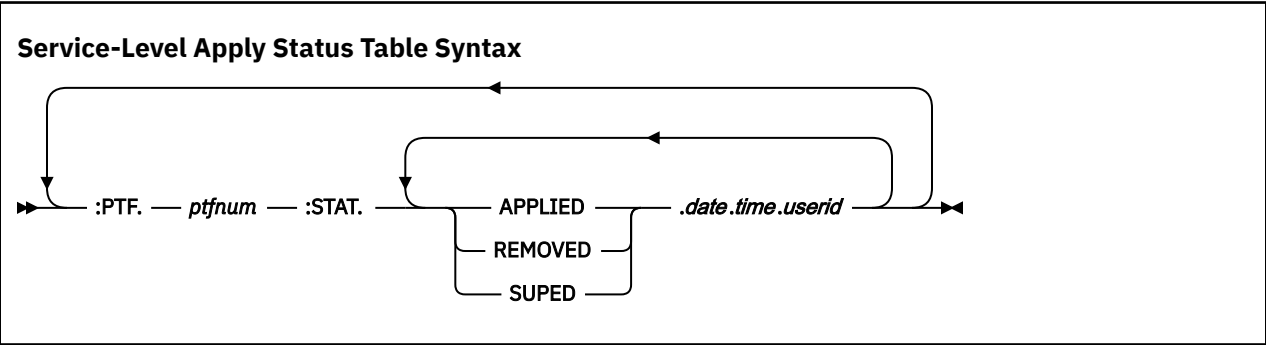 Service-Level Apply Status Table Syntax
:PTF. ptfnum :STAT. APPLIED .date.time.userid
REMOVED
SUPED